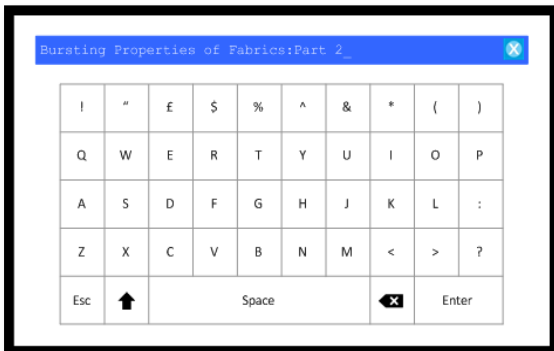 Bursting Properties of Fabrics:Part 2_
! " £ $ % ^ & * ( )
Q W E R T Y U I O P
A S D F G H J K L :
Z X C V B N M < > ?
Esc Space Enter